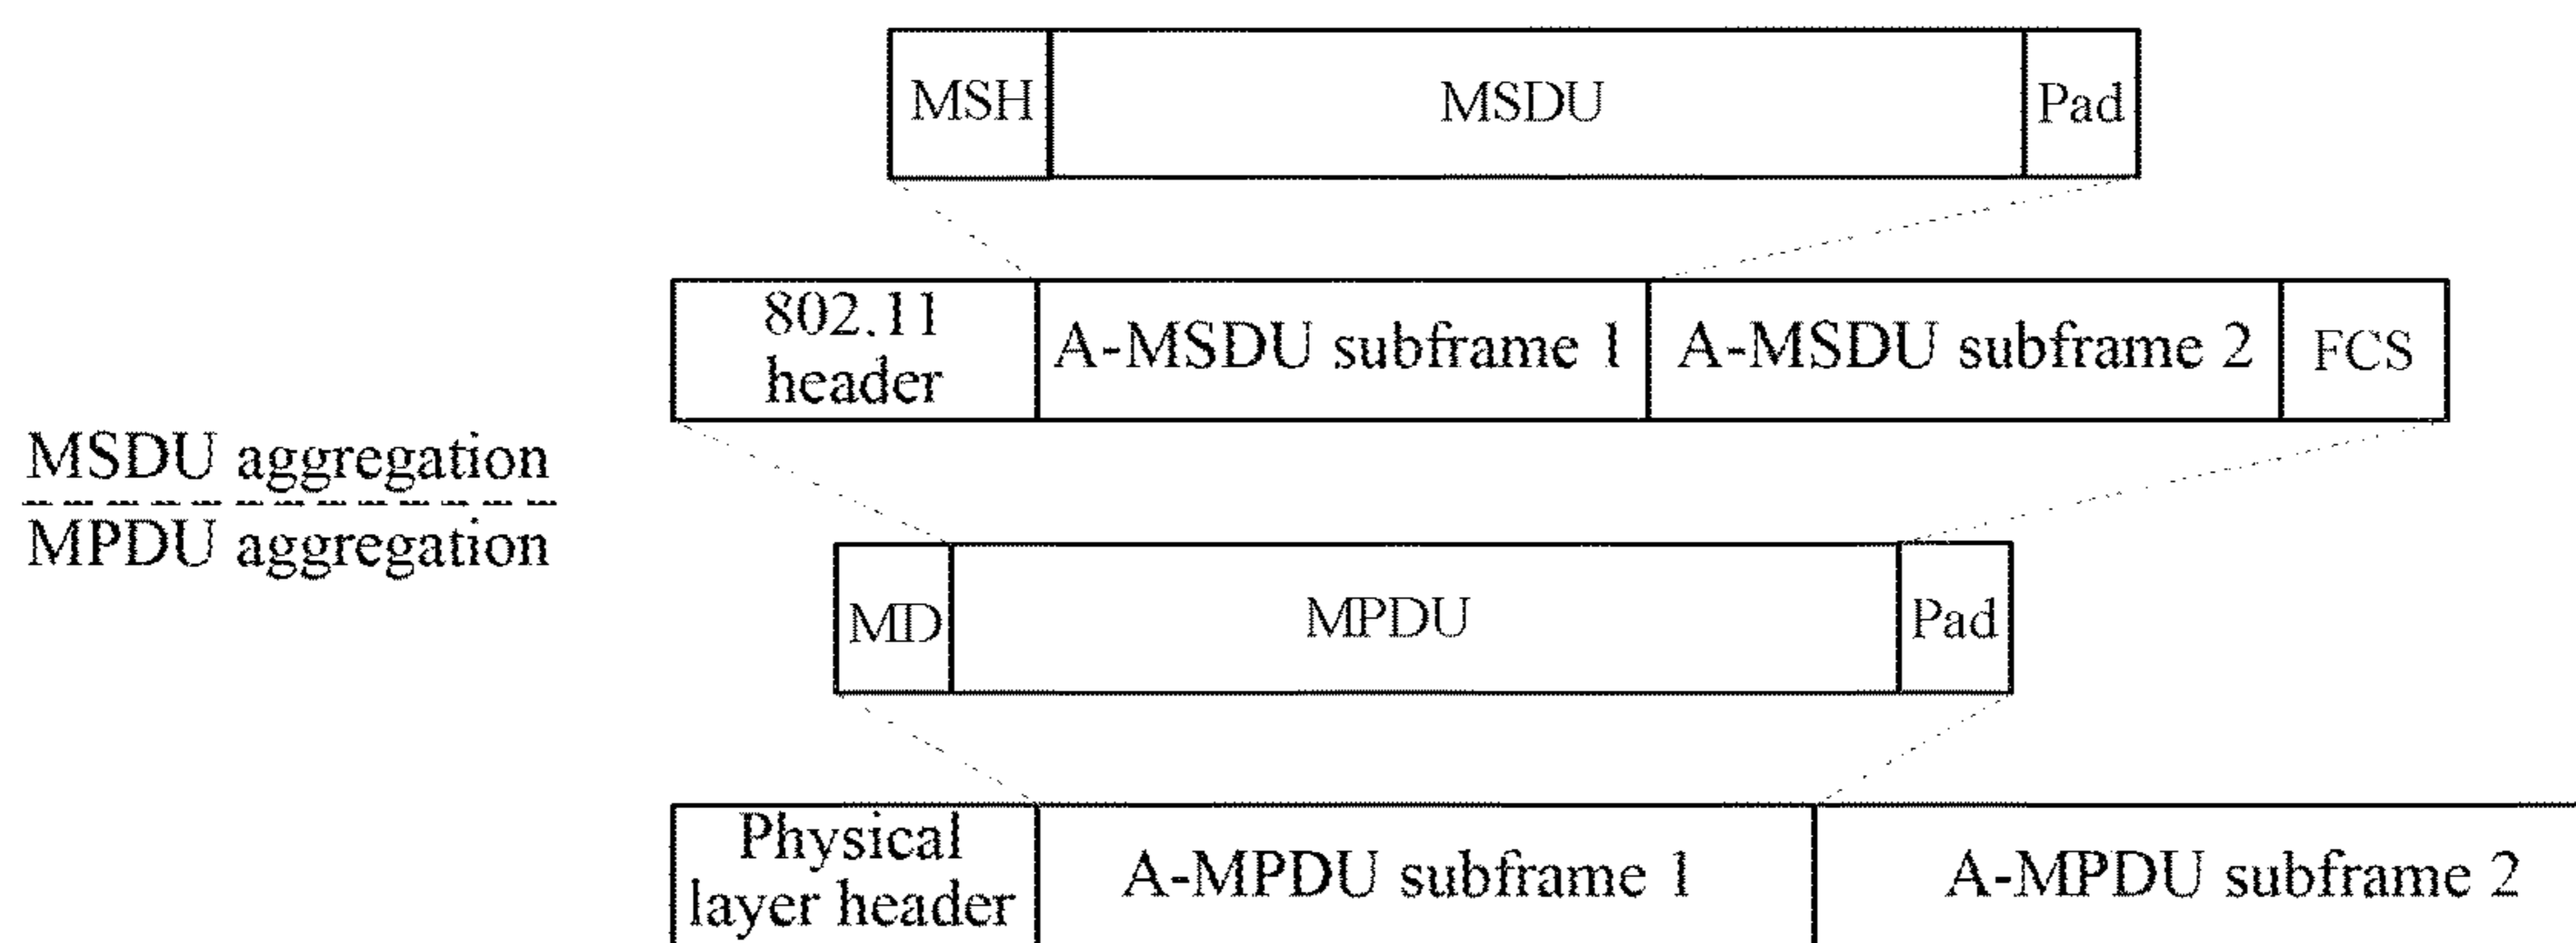 MSH MSDU Pad
802.11
header
A-MSDU subframe 1 A-MSDU subframe 2 FCS
MSDU aggregation
MPDU aggregation
MD MPDU Pad
Physical
layer header
A-MPDU subframe 1 A-MPDU subframe 2